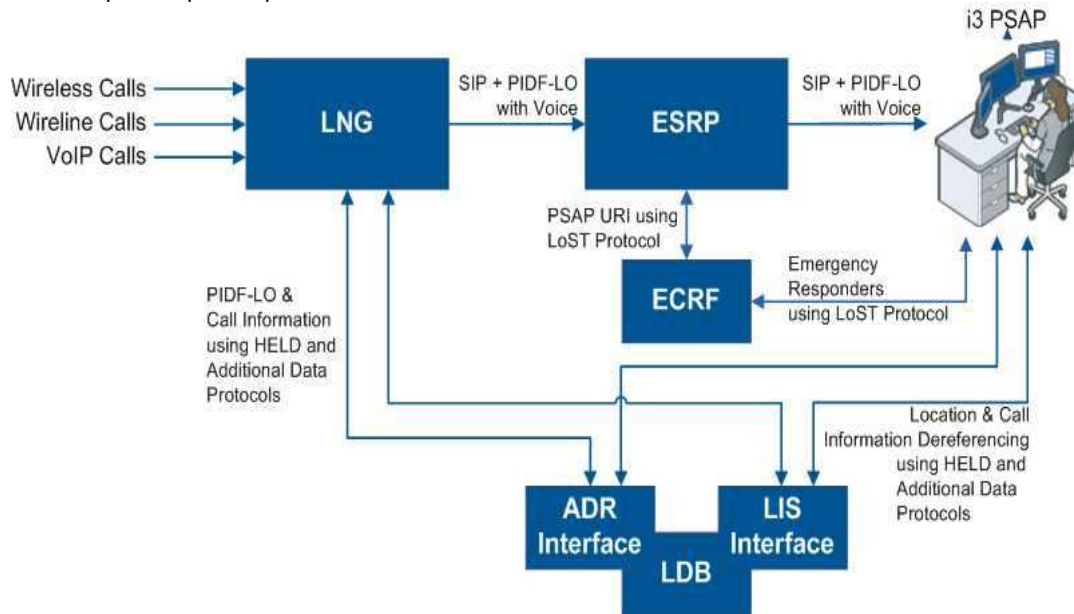 i3 PSAP
Wireless Calls
Wireline Calls
VoIP Calls
LNG
SIP + PIDF-LO
with Voice
ESRP
SIP + PIDF-LO
with Voice
PSAP URI using
LoST Protocol
ECRF
Emergency
Responders
using LoST Protocol
PIDF-LO &
Call Information
using HELD and
Additional Data
Protocols
Location & Call
Information Dereferencing
using HELD and
Additional Data
Protocols
ADR
Interface
LIS
Interface
LDB